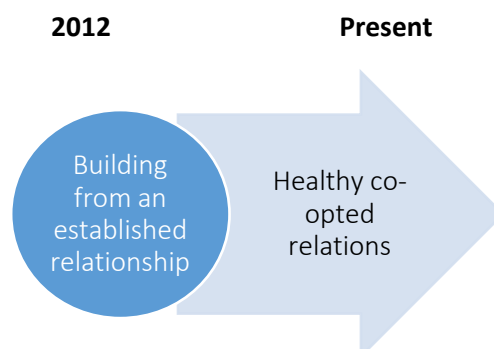 2012 Present
Building
from an
established
relationship
Healthy co-
opted
relations